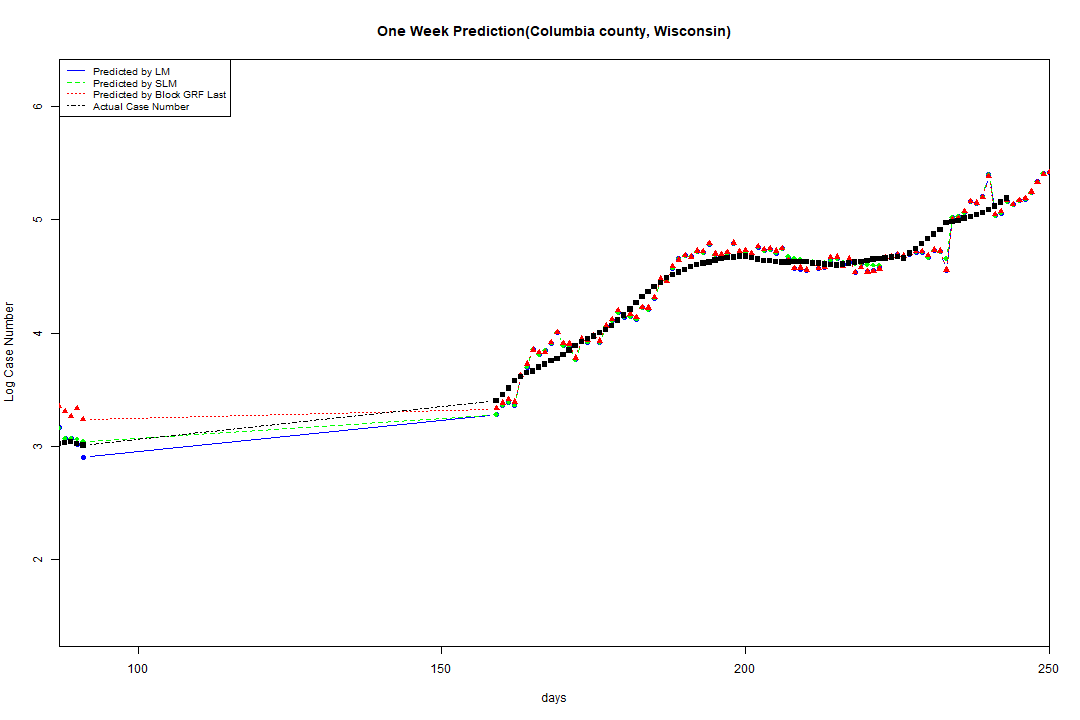 One Week Prediction(Columbia county, Wisconsin)
Predicted by LM
Predicted by SLM
Predicted by Block GRF Last
Actual Case Number
6
5
4
3
2
Log Case Number
100 150 200 250
days